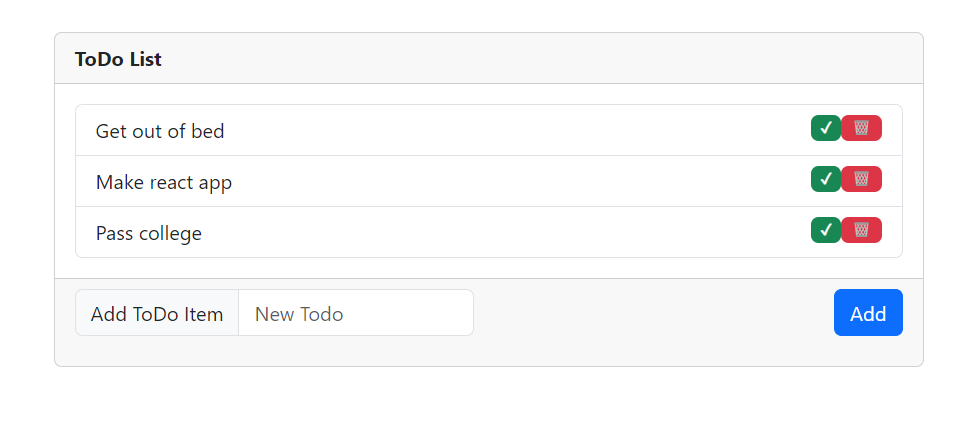 ToDo List
Get out of bed
Make react app
Pass college
Add ToDo Item New Todo Add